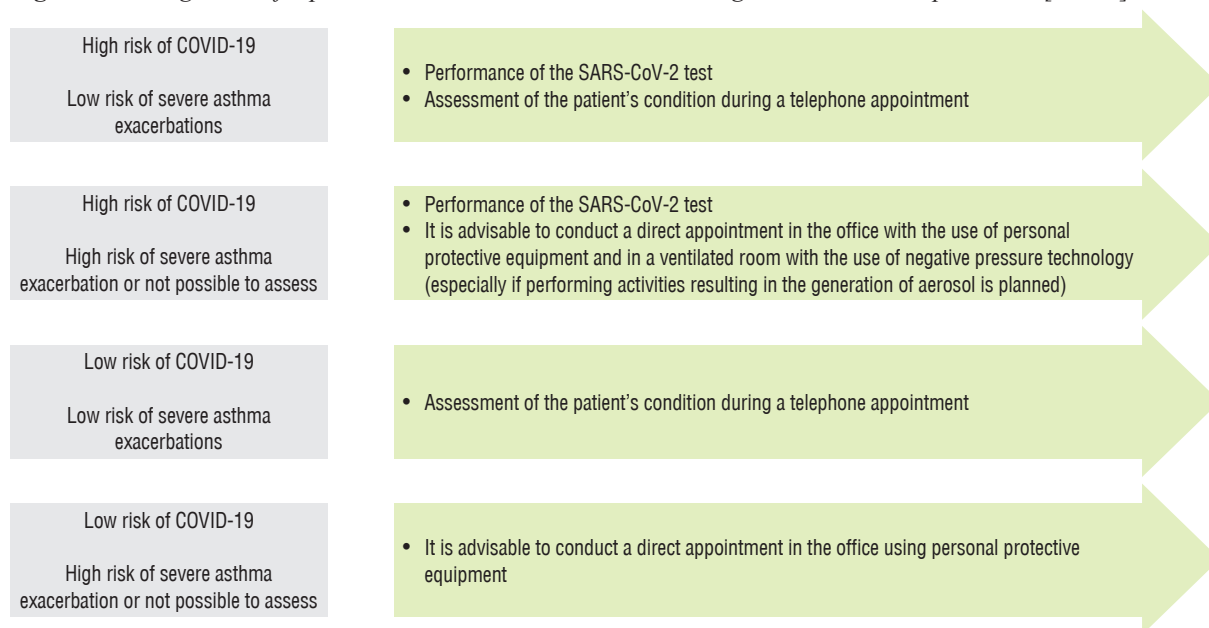 High risk of COVID-19
Low risk of severe asthma
exacerbations
• Performance of the SARS-CoV-2 test
• Assessment of the patient's condition during a telephone appointment
High risk of COVID-19
High risk of severe asthma
exacerbation or not possible to assess
• Performance of the SARS-CoV-2 test
• It is advisable to conduct a direct appointment in the office with the use of personal
protective equipment and in a ventilated room with the use of negative pressure technology
(especially if performing activities resulting in the generation of aerosol is planned)
Low risk of COVID-19
Low risk of severe asthma
exacerbations
• Assessment of the patient's condition during a telephone appointment
Low risk of COVID-19
High risk of severe asthma
exacerbation or not possible to assess
• It is advisable to conduct a direct appointment in the office using personal protective
equipment